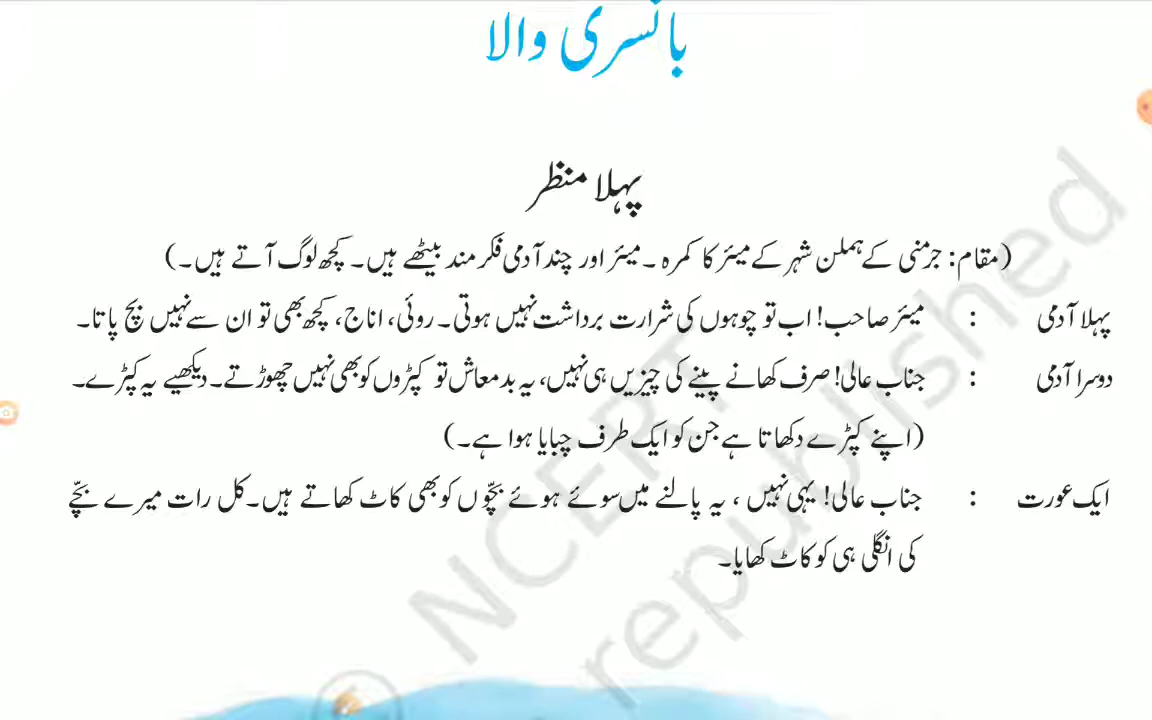 بانسری والا
پہلا منظر
(مقام: جرمنی کے ہملن شہر کے میئر کا کمرہ ۔ میئر اور چند آدمی فکر مند بیٹھے ہیں۔ کچھ لوگ آتے ہیں۔)
پہلا آدمی : میئر صاحب! اب تو چوہوں کی شرارت برداشت نہیں ہوتی۔ روئی، اناج، کچھ بھی تو ان سے نہیں بچ پاتا۔
دوسرا آدمی : جناب عالی! صرف کھانے پینے کی چیزیں ہی نہیں، یہ بدمعاش تو کپڑوں کو بھی نہیں چھوڑتے۔ دیکھیے یہ کپڑے۔
(اپنے کپڑے دکھاتا ہے جن کو ایک طرف چبایا ہوا ہے۔)
ایک عورت : جناب عالی! یہی نہیں ، یہ پالنے میں سوئے ہوئے بچّوں کو بھی کاٹ کھاتے ہیں۔ کل رات میرے بچّے
کی انگلی ہی کو کاٹ کھایا۔
© NCERT
republished